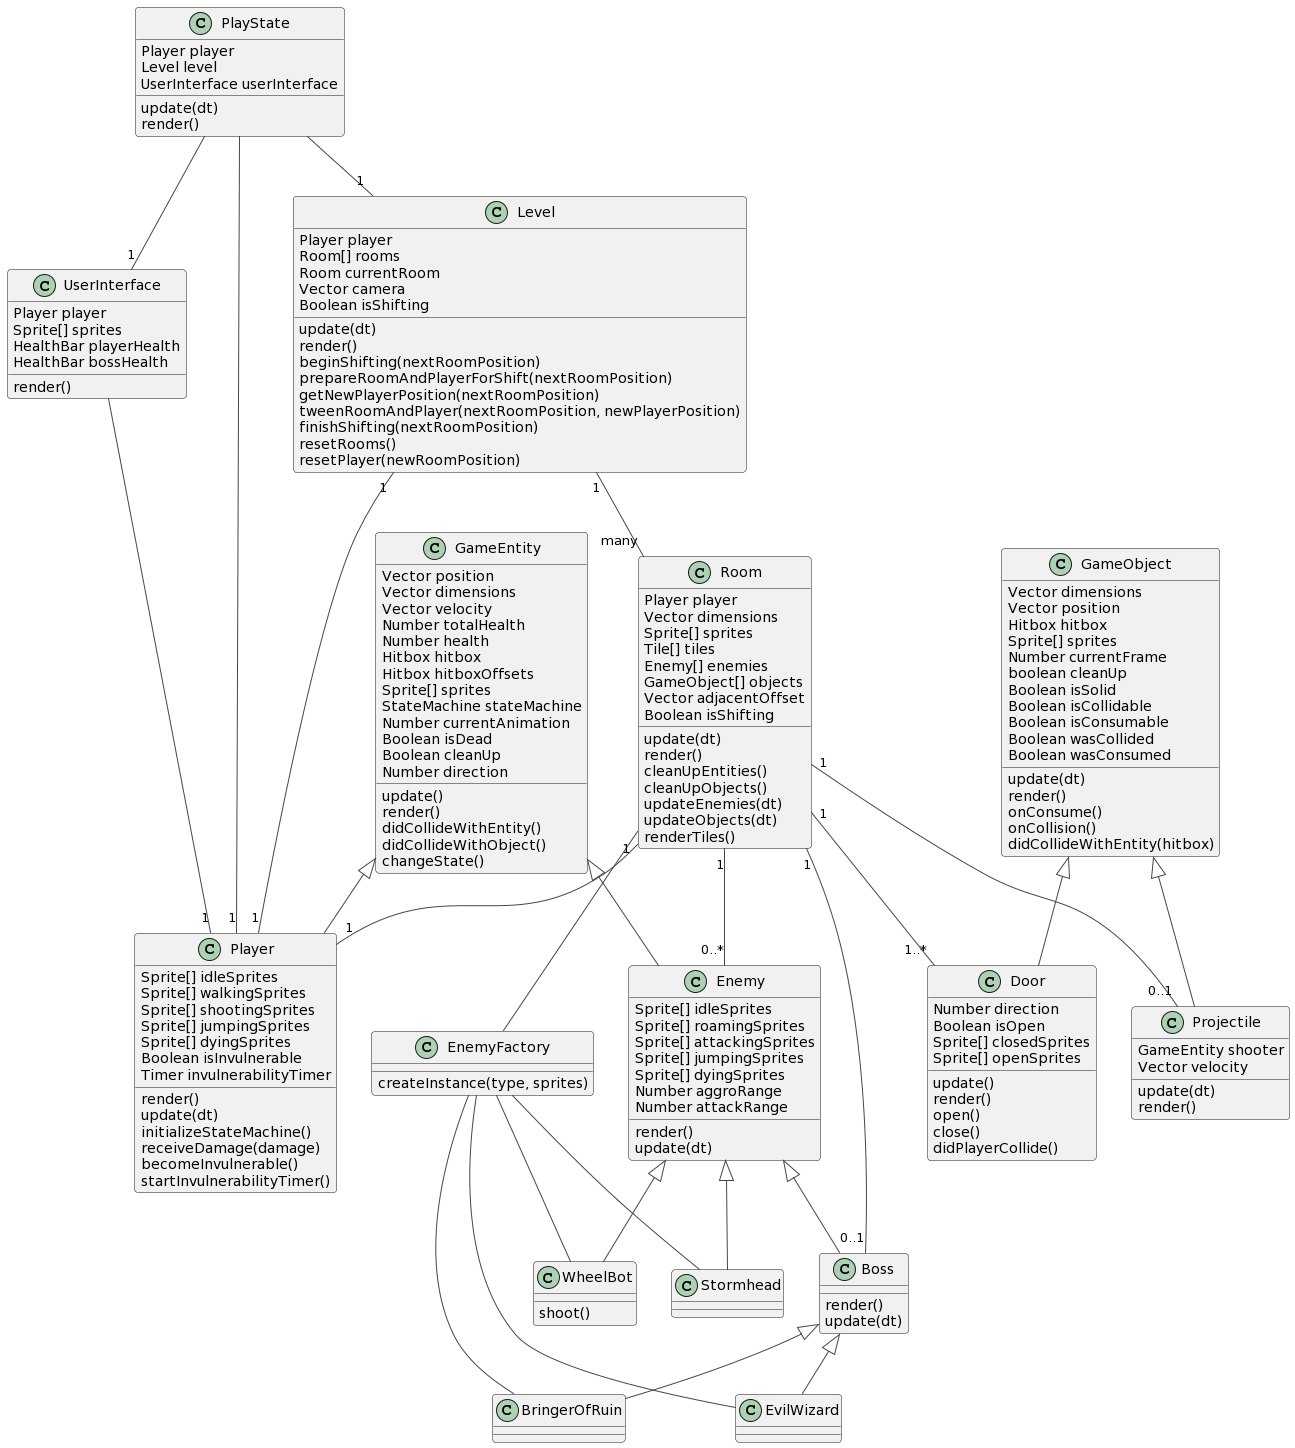 C PlayState
Player player
Level level
UserInterface userInterface
update(dt)
render()
1
1
C Level
Player player
Room[] rooms
Room currentRoom
Vector camera
Boolean isShifting
update(dt)
render()
beginShifting(nextRoomPosition)
prepareRoomAndPlayerForShift(nextRoomPosition)
getNewPlayerPosition(nextRoomPosition)
tweenRoomAndPlayer(nextRoomPosition, newPlayerPosition)
finishShifting(nextRoomPosition)
resetRooms()
resetPlayer(newRoomPosition)
C UserInterface
Player player
Sprite[] sprites
HealthBar playerHealth
HealthBar bossHealth
render()
1
1
many
C GameEntity
Vector position
Vector dimensions
Vector velocity
Number totalHealth
Number health
Hitbox hitbox
Hitbox hitboxOffsets
Sprite[] sprites
StateMachine stateMachine
Number currentAnimation
Boolean isDead
Boolean cleanUp
Number direction
update()
render()
didCollideWithEntity()
didCollideWithObject()
changeState()
C Room
Player player
Vector dimensions
Sprite[] sprites
Tile[] tiles
Enemy[] enemies
GameObject[] objects
Vector adjacentOffset
Boolean isShifting
update(dt)
render()
cleanUpEntities()
cleanUpObjects()
updateEnemies(dt)
updateObjects(dt)
renderTiles()
C GameObject
Vector dimensions
Vector position
Hitbox hitbox
Sprite[] sprites
Number currentFrame
boolean cleanUp
Boolean isSolid
Boolean isCollidable
Boolean isConsumable
Boolean wasCollided
Boolean wasConsumed
update(dt)
render()
onConsume()
onCollision()
didCollideWithEntity(hitbox)
1
1
1
1
1
1
1
1
1
0..*
1..*
0..1
C Player
Sprite[] idleSprites
Sprite[] walkingSprites
Sprite[] shootingSprites
Sprite[] jumpingSprites
Sprite[] dyingSprites
Boolean isInvulnerable
Timer invulnerabilityTimer
render()
update(dt)
initializeStateMachine()
receiveDamage(damage)
becomeInvulnerable()
startInvulnerabilityTimer()
C EnemyFactory
createInstance(type, sprites)
C Enemy
Sprite[] idleSprites
Sprite[] roamingSprites
Sprite[] attackingSprites
Sprite[] jumpingSprites
Sprite[] dyingSprites
Number aggroRange
Number attackRange
render()
update(dt)
C Door
Number direction
Boolean isOpen
Sprite[] closedSprites
Sprite[] openSprites
update()
render()
open()
close()
didPlayerCollide()
C Projectile
GameEntity shooter
Vector velocity
update(dt)
render()
0..1
C WheelBot
shoot()
C Stormhead
C Boss
render()
update(dt)
C BringerOfRuin
C EvilWizard